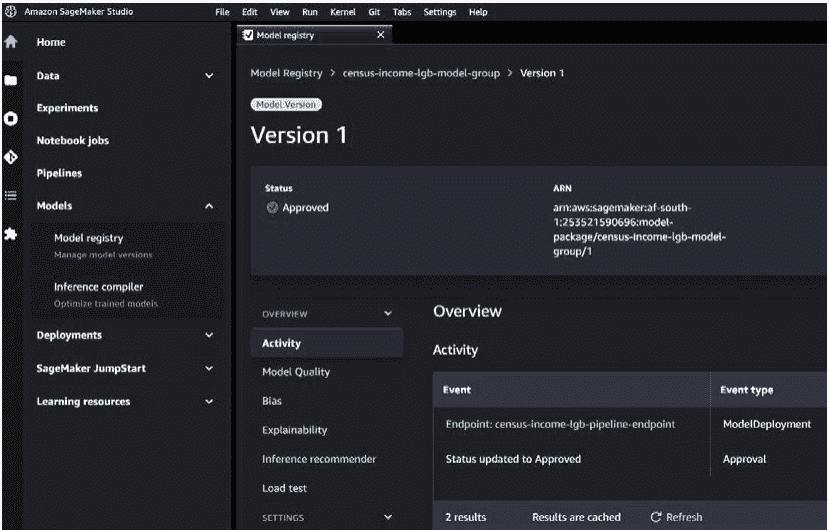 Amazon SageMaker Studio
File Edit View Run Kernel Git Tabs Settings Help
Home
Data
Experiments
Notebook jobs
Pipelines
Models
Model registry
Manage model versions
Inference compiler
Optimize trained models
Deployments
SageMaker JumpStart
Learning resources
Model registry
Model Registry > census-income-lgb-model-group > Version 1
Model Version
Version 1
Status
Approved
ARN
arn:aws:sagemaker:af-south-
1:253521590696:model-
package/census-income-lgb-model-
group/1
OVERVIEW
Activity
Model Quality
Bias
Explainability
Inference recommender
Load test
SETTINGS
Overview
Activity
Event Event type
Endpoint: census-income-lgb-pipeline-endpoint ModelDeployment
Status updated to Approved Approval
2 results Results are cached Refresh